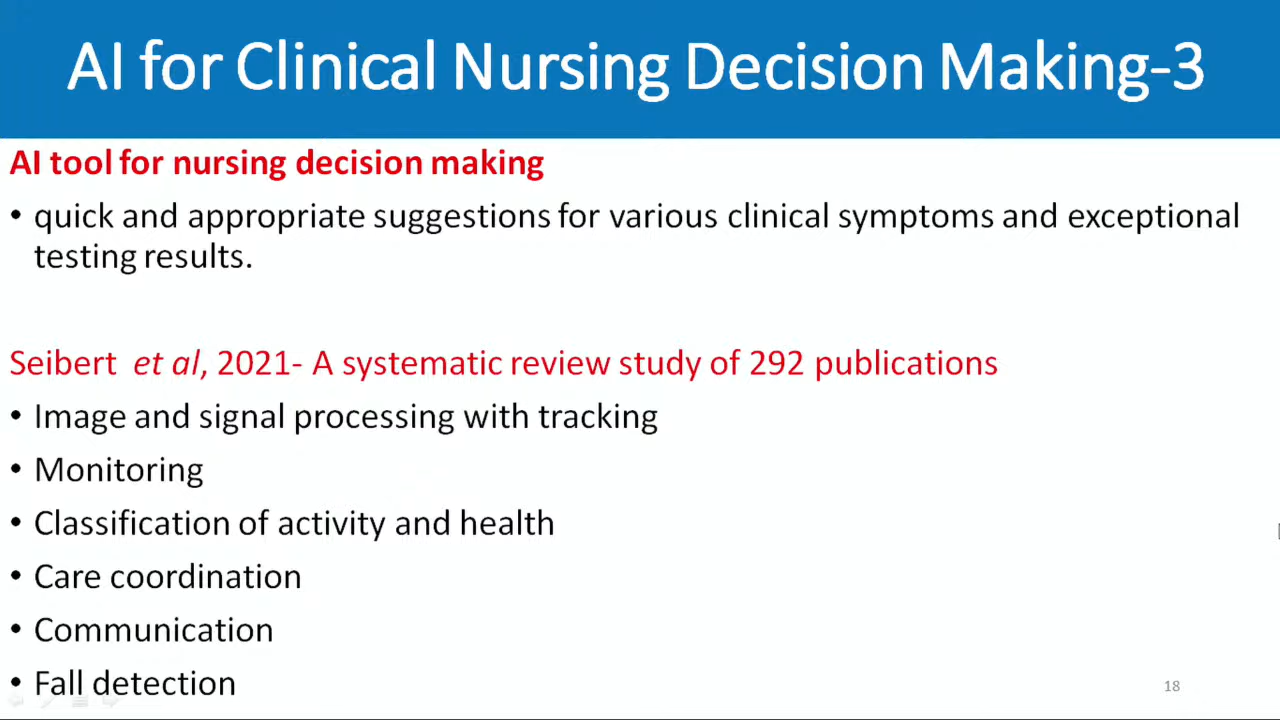 AI for Clinical Nursing Decision Making-3
AI tool for nursing decision making
• quick and appropriate suggestions for various clinical symptoms and exceptional
testing results.
Seibert et al, 2021- A systematic review study of 292 publications
• Image and signal processing with tracking
• Monitoring
• Classification of activity and health
• Care coordination
• Communication
• Fall detection
18